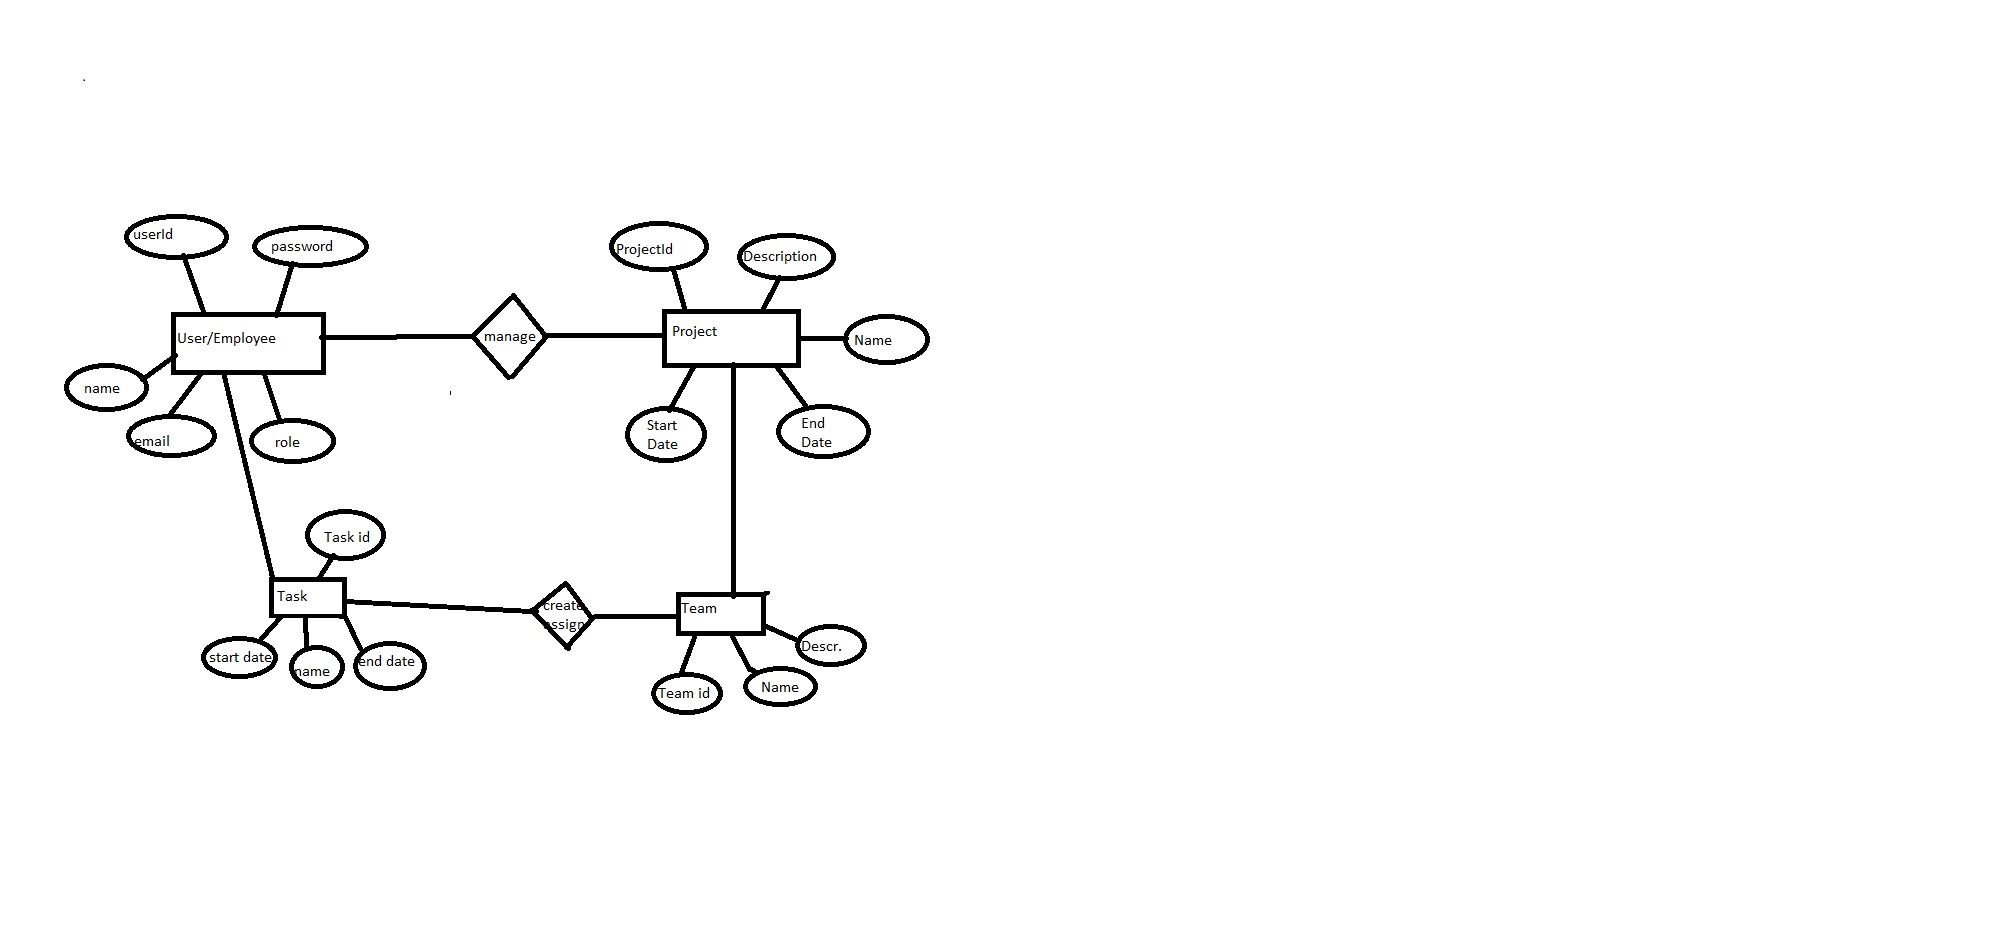 userId
password
ProjectId
Description
User/Employee
manage
Project
Name
name
email
role
Start
Date
End
Date
Task id
Task
create
assign
Team
start date
name
end date
Descr.
Team id
Name